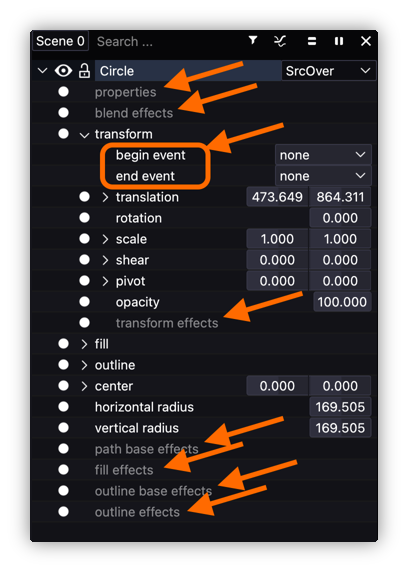 Scene 0 Search ...
Circle SrcOver
properties
blend effects
transform
begin event none
end event none
translation 473.649 864.311
rotation 0.000
scale 1.000 1.000
shear 0.000 0.000
pivot 0.000 0.000
opacity 100.000
transform effects
fill
outline
center 0.000 0.000
horizontal radius 169.505
vertical radius 169.505
path base effects
fill effects
outline base effects
outline effects